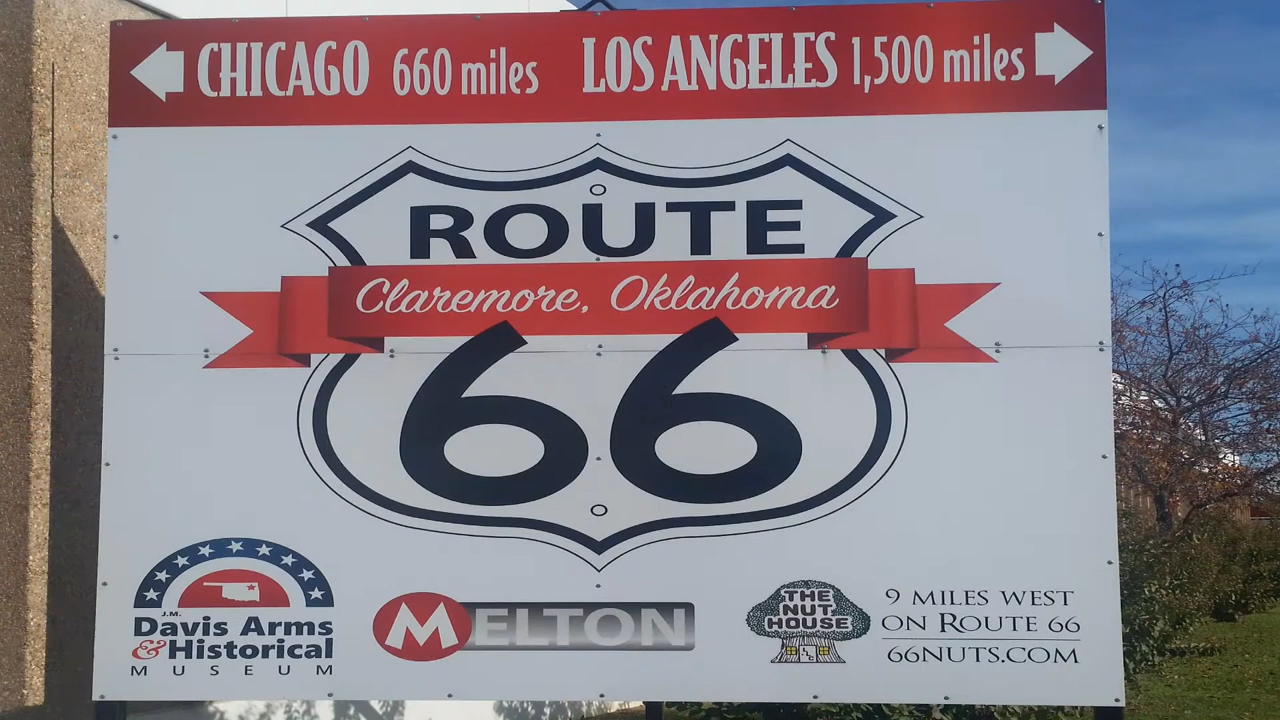 CHICAGO 660 miles LOS ANGELES 1,500 miles
ROUTE
Claremore, Oklahoma
66
J.M.
Davis Arms
& Historical
MUSEUM
MELTON
THE
NUT
HOUSE
9 MILES WEST
ON ROUTE 66
66NUTS.COM